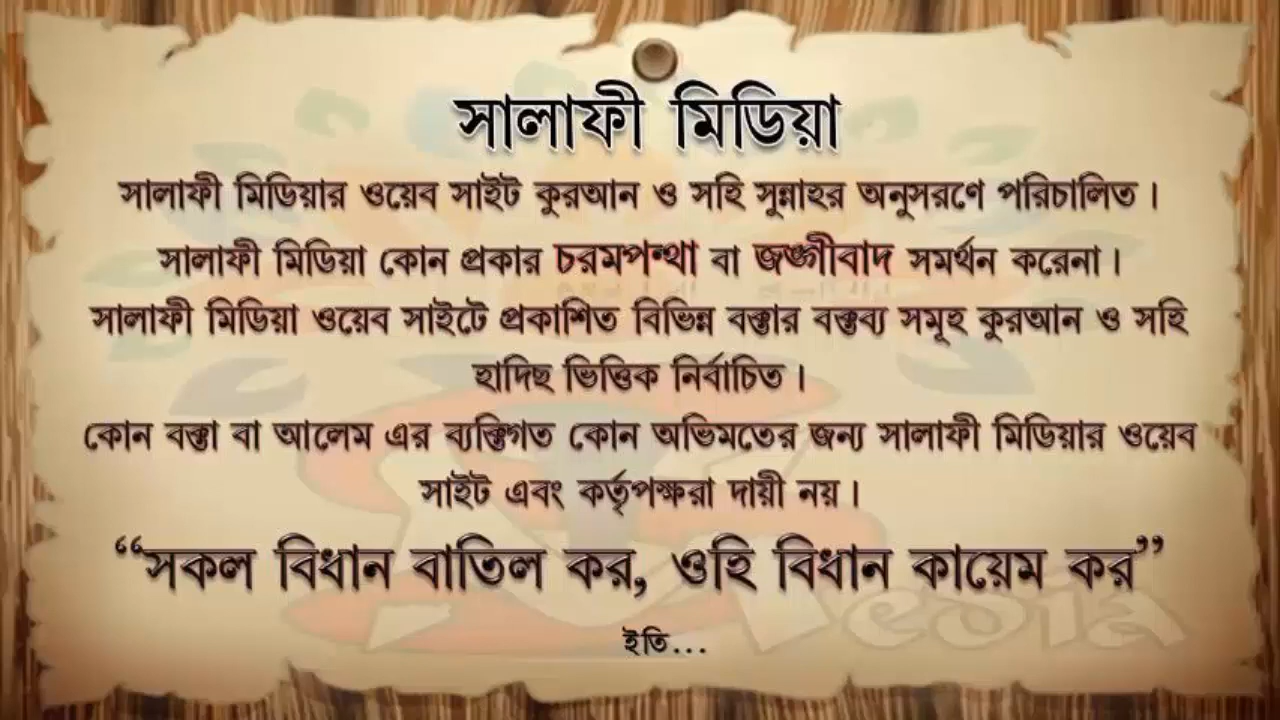 সালাফী মিডিয়া
সালাফী মিডিয়ার ওয়েব সাইট কুরআন ও সহি সুন্নাহর অনুসরণে পরিচালিত।
সালাফী মিডিয়া কোন প্রকার চরমপন্থা বা জঙ্গীবাদ সমর্থন করেনা।
সালাফী মিডিয়া ওয়েব সাইটে প্রকাশিত বিভিন্ন বক্তার বক্তব্য সমূহ কুরআন ও সহি
হাদিছ ভিত্তিক নির্বাচিত।
কোন বক্তা বা আলেম এর ব্যক্তিগত কোন অভিমতের জন্য সালাফী মিডিয়ার ওয়েব
সাইট এবং কর্তৃপক্ষরা দায়ী নয়।
“সকল বিধান বাতিল কর, ওহি বিধান কায়েম কর”
ইতি...